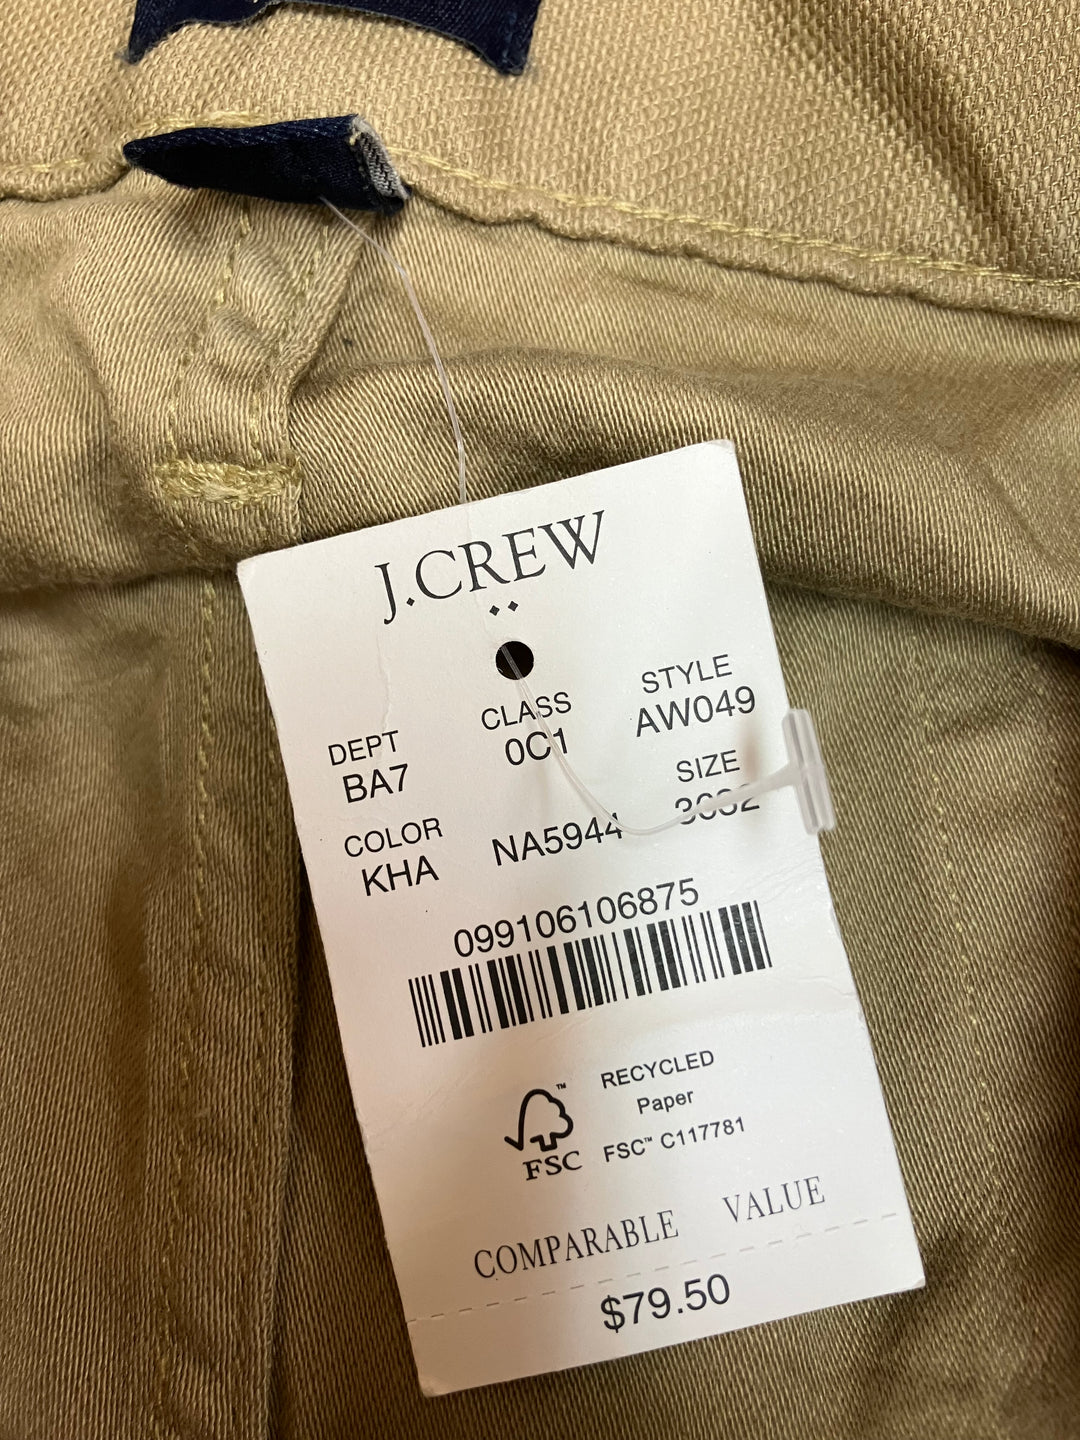 J.CREW
DEPT CLASS STYLE
BA7 0C1 AW049
COLOR SIZE
KHA NA5944
099106106875
RECYCLED
Paper
FSC™ C117781
™
FSC
COMPARABLE VALUE
$79.50